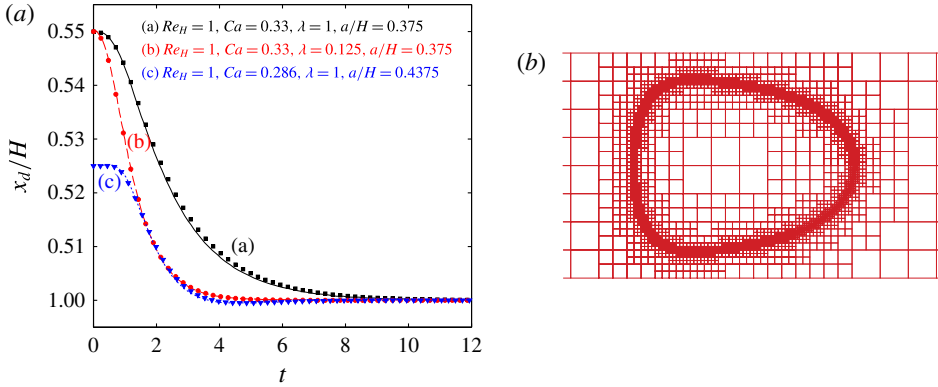 (a)
(a) Re_H = 1, Ca = 0.33, λ = 1, a/H = 0.375
(b) Re_H = 1, Ca = 0.33, λ = 0.125, a/H = 0.375
(c) Re_H = 1, Ca = 0.286, λ = 1, a/H = 0.4375
0.55
0.54
0.53
0.52
0.51
1.00
x_d/H
(b)
(c)
(a)
0 2 4 6 8 10 12
t
(b)